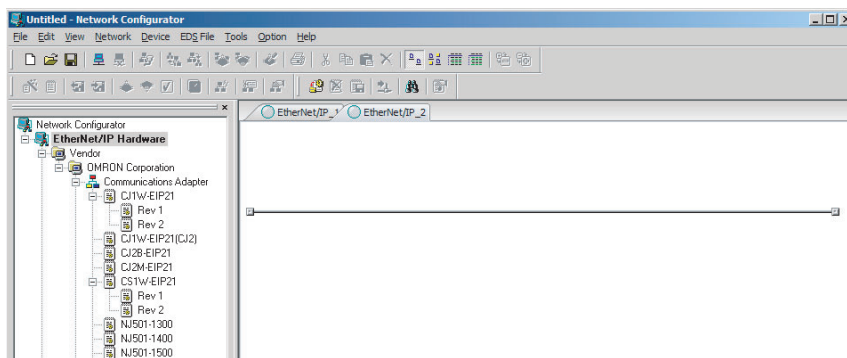 Untitled - Network Configurator
File Edit View Network Device EDS File Tools Option Help
EtherNet/IP_1 EtherNet/IP_2
Network Configurator
EtherNet/IP Hardware
Vendor
OMRON Corporation
Communications Adapter
CJ1W-EIP21
Rev 1
Rev 2
CJ1W-EIP21(CJ2)
CJ2B-EIP21
CJ2M-EIP21
CS1W-EIP21
Rev 1
Rev 2
NJ501-1300
NJ501-1400
NJ501-1500